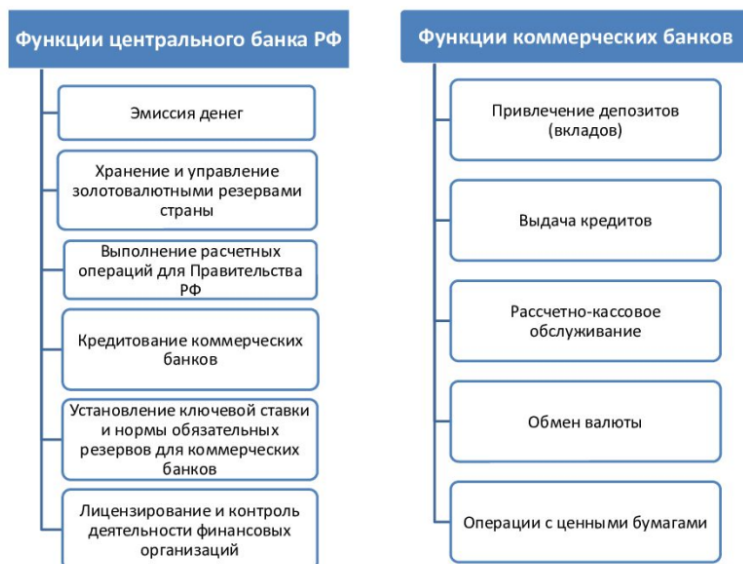 Функции центрального банка РФ
Эмиссия денег
Хранение и управление
золотовалютными резервами
страны
Выполнение расчетных
операций для Правительства
РФ
Кредитование коммерческих
банков
Установление ключевой ставки
и нормы обязательных
резервов для коммерческих
банков
Лицензирование и контроль
деятельности финансовых
организаций
Функции коммерческих банков
Привлечение депозитов
(вкладов)
Выдача кредитов
Рассчетно-кассовое
обслуживание
Обмен валюты
Операции с ценными бумагами